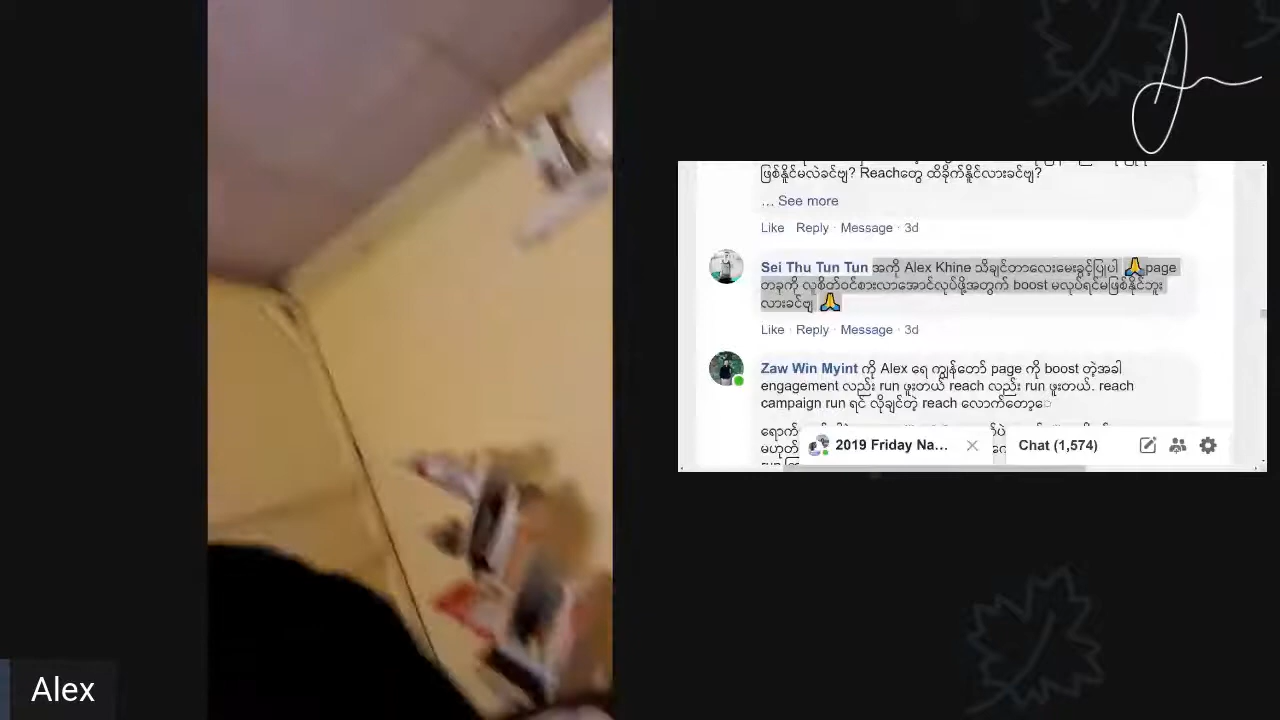 ဖြစ်နိူင်မလဲခင်ဗျ? Reachတွေ ထိခိုက်နိူင်လားခင်ဗျ?
… See more
Like Reply · Message · 3d
Sei Thu Tun Tun အကို Alex Khine သိချင်တာလေးမေးခွင့်ပြုပါ 🙏page
တခုကို လူစိတ်ဝင်စားလာအောင်လုပ်ဖို့အတွက် boost မလုပ်ရင်မဖြစ်နိုင်ဘူး
လားခင်ဗျ 🙏
Like · Reply · Message · 3d
Zaw Win Myint ကို Alex ရေ ကျွန်တော် page ကို boost တဲ့အခါ
engagement လည်း run ဖူးတယ် reach လည်း run ဖူးတယ်. reach
campaign run ရင် လိုချင်တဲ့ reach လောက်တော့
ရောက်
မဟုတ်
2019 Friday Na...
Chat (1,574)
Alex